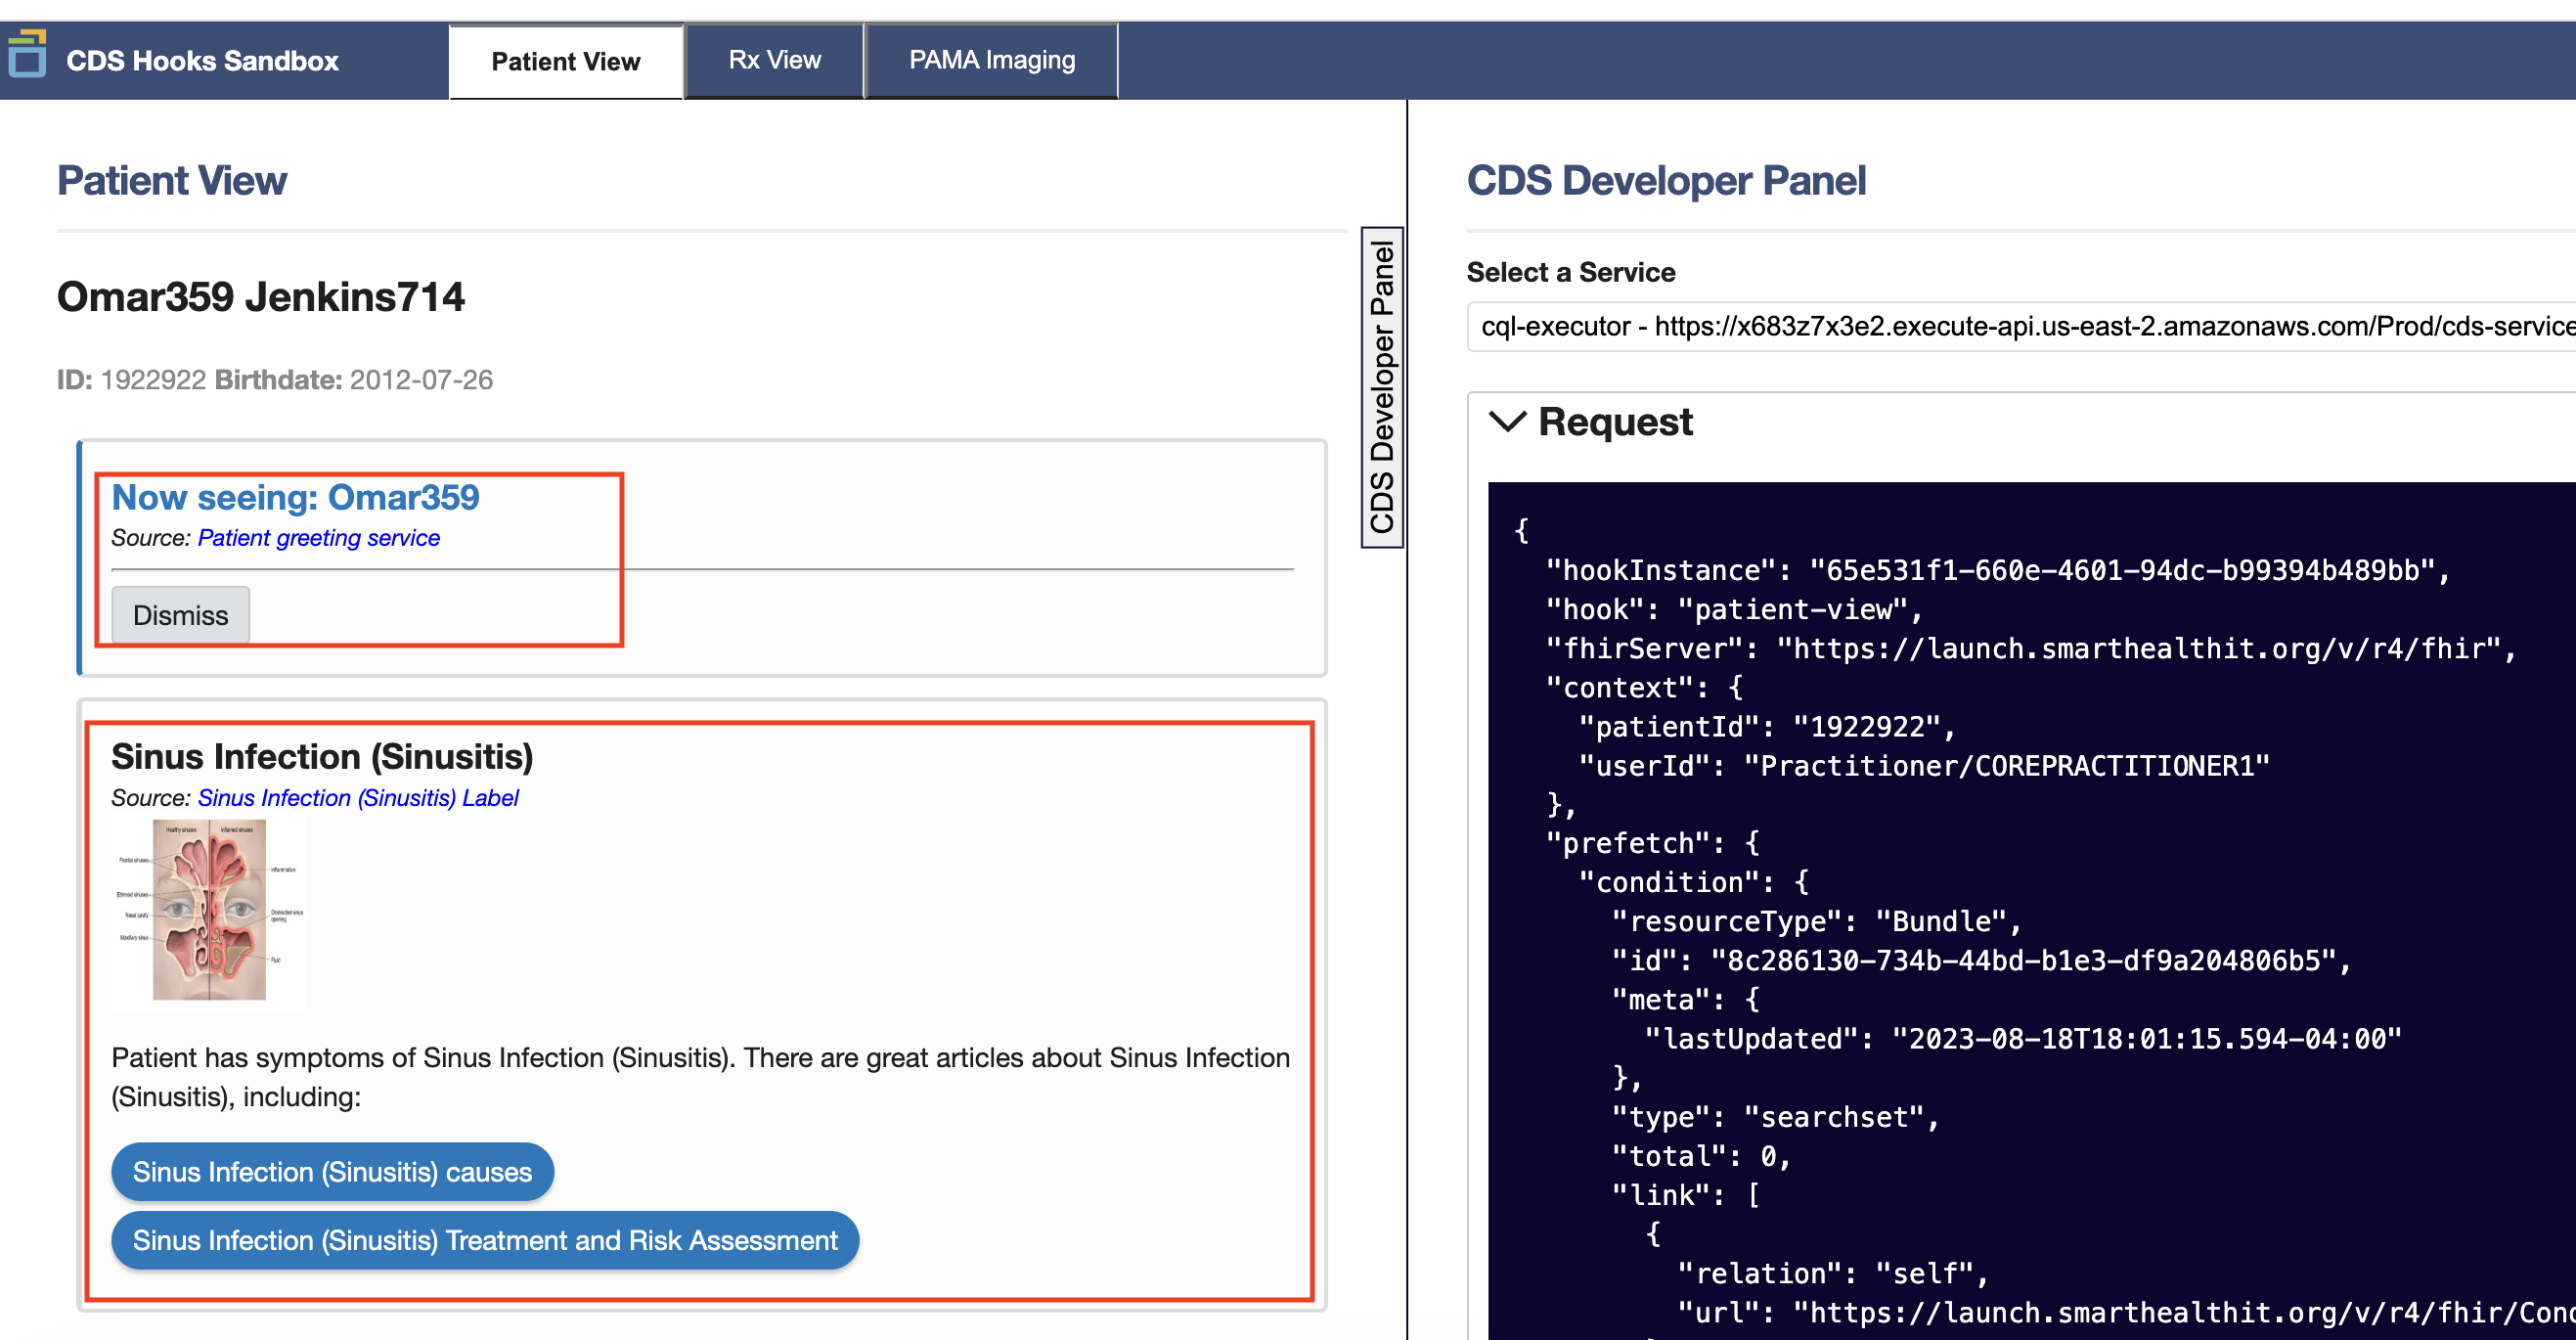 CDS Hooks Sandbox
Patient View
Rx View
PAMA Imaging
Patient View
Omar359 Jenkins714
ID: 1922922 Birthdate: 2012-07-26
Now seeing: Omar359
Source: Patient greeting service
Dismiss
Sinus Infection (Sinusitis)
Source: Sinus Infection (Sinusitis) Label
Healthy sinuses
Inflamed sinuses
Frontal sinuses
Ethmoid sinuses
Nasal cavity
Maxillary sinus
Inflammation
Obstructed sinus
opening
Fluid
Patient has symptoms of Sinus Infection (Sinusitis). There are great articles about Sinus Infection
(Sinusitis), including:
Sinus Infection (Sinusitis) causes
Sinus Infection (Sinusitis) Treatment and Risk Assessment
CDS Developer Panel
CDS Developer Panel
Select a Service
cql-executor - https://x683z7x3e2.execute-api.us-east-2.amazonaws.com/Prod/cds-service
Request
{
"hookInstance": "65e531f1-660e-4601-94dc-b99394b489bb",
"hook": "patient-view",
"fhirServer": "https://launch.smarthealthit.org/v/r4/fhir",
"context": {
"patientId": "1922922",
"userId": "Practitioner/COREPRACTITIONER1"
},
"prefetch": {
"condition": {
"resourceType": "Bundle",
"id": "8c286130-734b-44bd-b1e3-df9a204806b5",
"meta": {
"lastUpdated": "2023-08-18T18:01:15.594-04:00"
},
"type": "searchset",
"total": 0,
"link": [
{
"relation": "self",
"url": "https://launch.smarthealthit.org/v/r4/fhir/Con